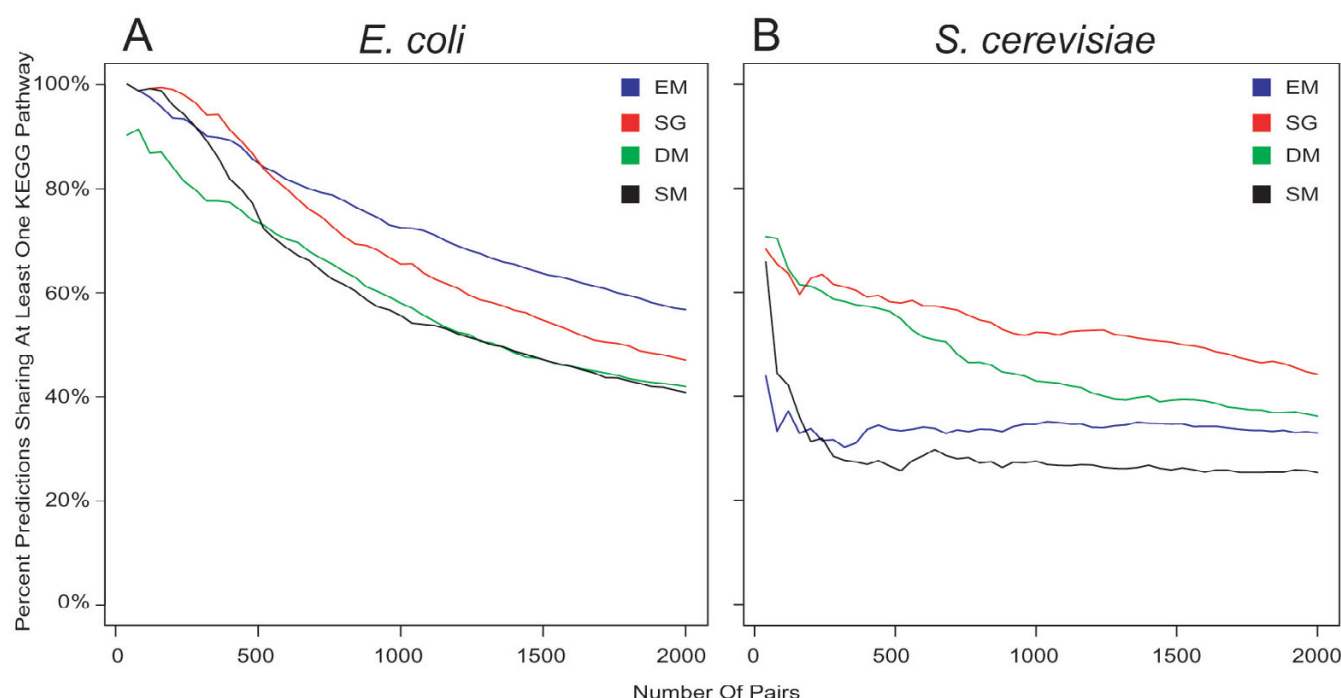 A E. coli
B S. cerevisiae
Percent Predictions Sharing At Least One KEGG Pathway
100%
80%
60%
40%
20%
0%
EM
SG
DM
SM
EM
SG
DM
SM
0 500 1000 1500 2000
0 500 1000 1500 2000
Number Of Pairs